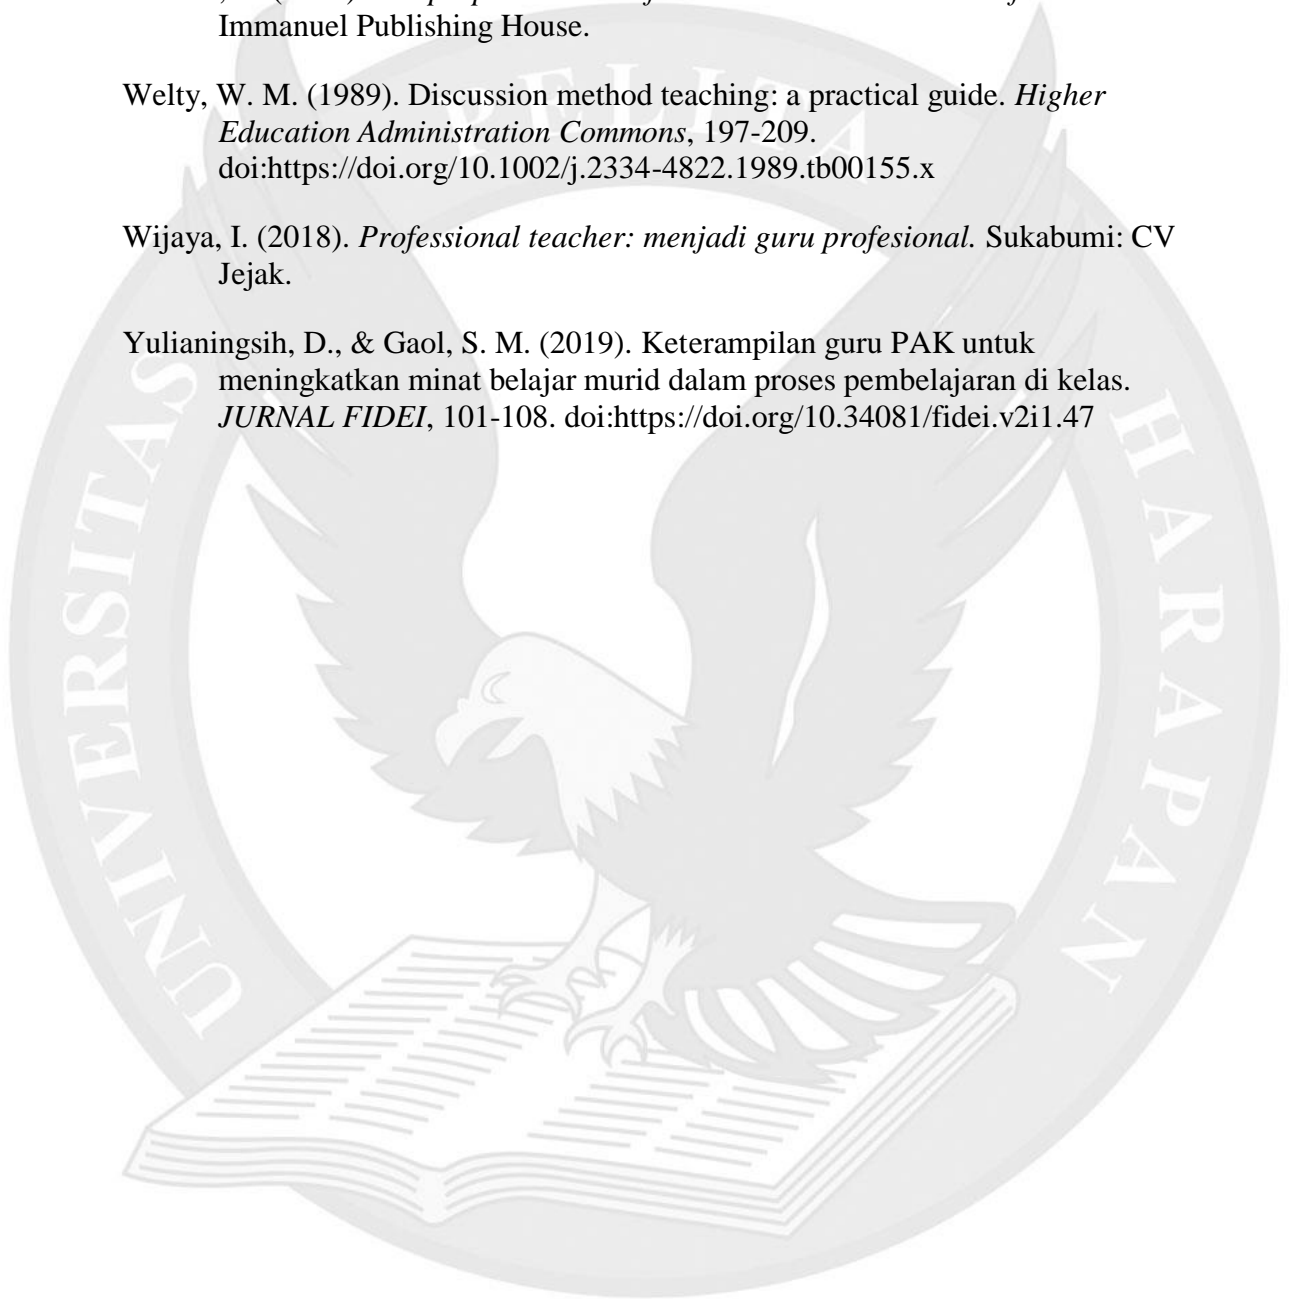 Immanuel Publishing House.
Welty, W. M. (1989). Discussion method teaching: a practical guide. Higher
Education Administration Commons, 197-209.
doi:https://doi.org/10.1002/j.2334-4822.1989.tb00155.x
Wijaya, I. (2018). Professional teacher: menjadi guru profesional. Sukabumi: CV
Jejak.
Yulianingsih, D., & Gaol, S. M. (2019). Keterampilan guru PAK untuk
meningkatkan minat belajar murid dalam proses pembelajaran di kelas.
JURNAL FIDEI, 101-108. doi:https://doi.org/10.34081/fidei.v2i1.47
UNIVERSITAS PELITA HARAPAN